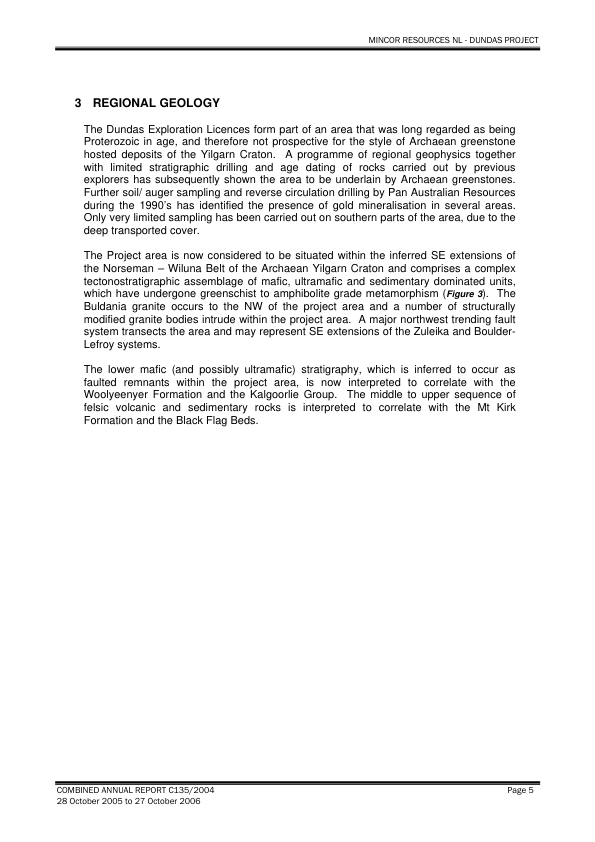 MINCOR RESOURCES NL - DUNDAS PROJECT
3 REGIONAL GEOLOGY
The Dundas Exploration Licences form part of an area that was long regarded as being
Proterozoic in age, and therefore not prospective for the style of Archaean greenstone
hosted deposits of the Yilgarn Craton. A programme of regional geophysics together
with limited stratigraphic drilling and age dating of rocks carried out by previous
explorers has subsequently shown the area to be underlain by Archaean greenstones.
Further soil/ auger sampling and reverse circulation drilling by Pan Australian Resources
during the 1990's has identified the presence of gold mineralisation in several areas.
Only very limited sampling has been carried out on southern parts of the area, due to the
deep transported cover.
The Project area is now considered to be situated within the inferred SE extensions of
the Norseman – Wiluna Belt of the Archaean Yilgarn Craton and comprises a complex
tectonostratigraphic assemblage of mafic, ultramafic and sedimentary dominated units,
which have undergone greenschist to amphibolite grade metamorphism (Figure 3). The
Buldania granite occurs to the NW of the project area and a number of structurally
modified granite bodies intrude within the project area. A major northwest trending fault
system transects the area and may represent SE extensions of the Zuleika and Boulder-
Lefroy systems.
The lower mafic (and possibly ultramafic) stratigraphy, which is inferred to occur as
faulted remnants within the project area, is now interpreted to correlate with the
Woolyeenyer Formation and the Kalgoorlie Group. The middle to upper sequence of
felsic volcanic and sedimentary rocks is interpreted to correlate with the Mt Kirk
Formation and the Black Flag Beds.
COMBINED ANNUAL REPORT C135/2004
Page 5
28 October 2005 to 27 October 2006